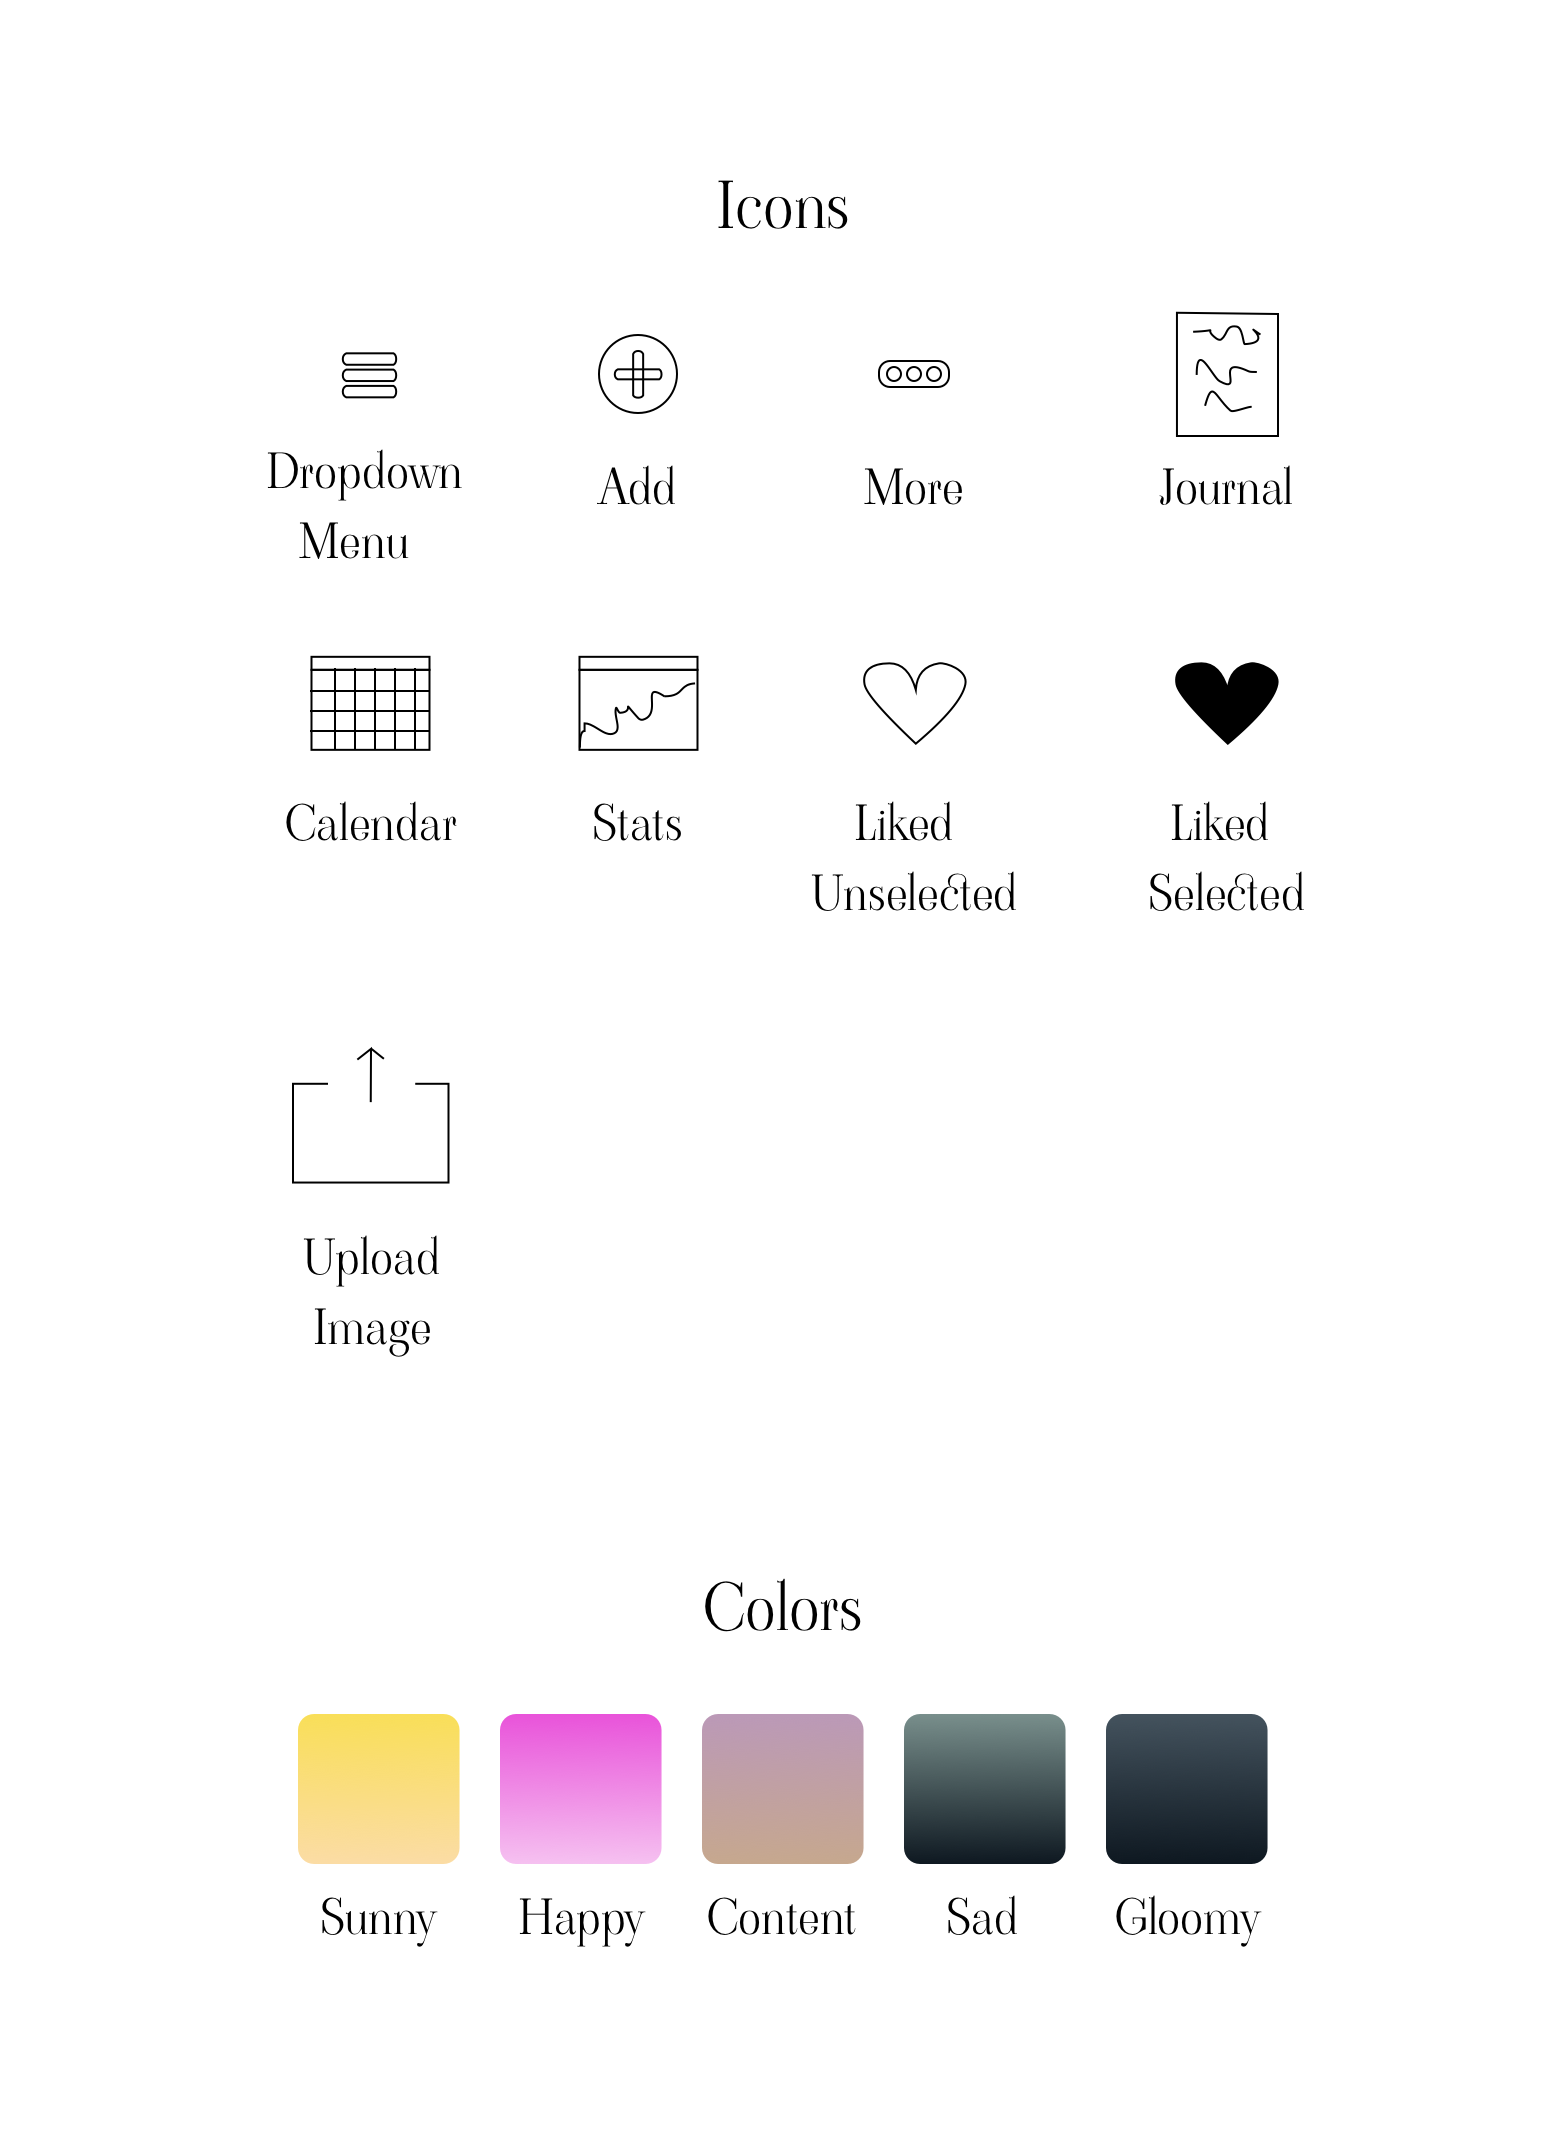 Icons
Dropdown
Menu
Add
More
Journal
Calendar
Stats
Liked
Unselected
Liked
Selected
Upload
Image
Colors
Sunny
Happy
Content
Sad
Gloomy